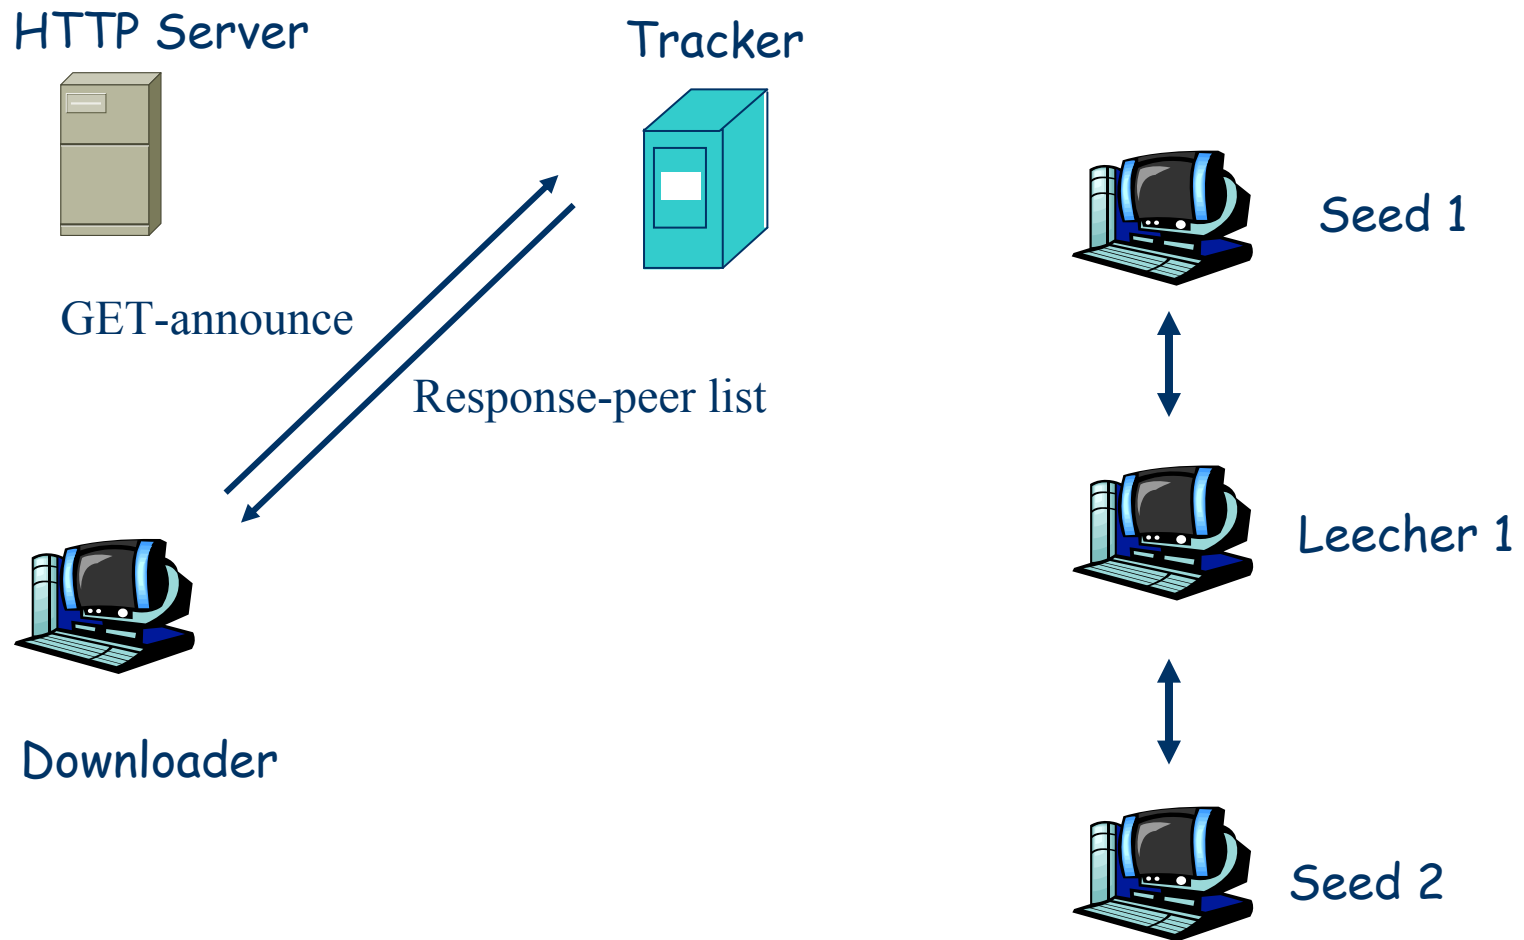 HTTP Server
Tracker
Seed 1
GET-announce
Response-peer list
Leecher 1
Downloader
Seed 2